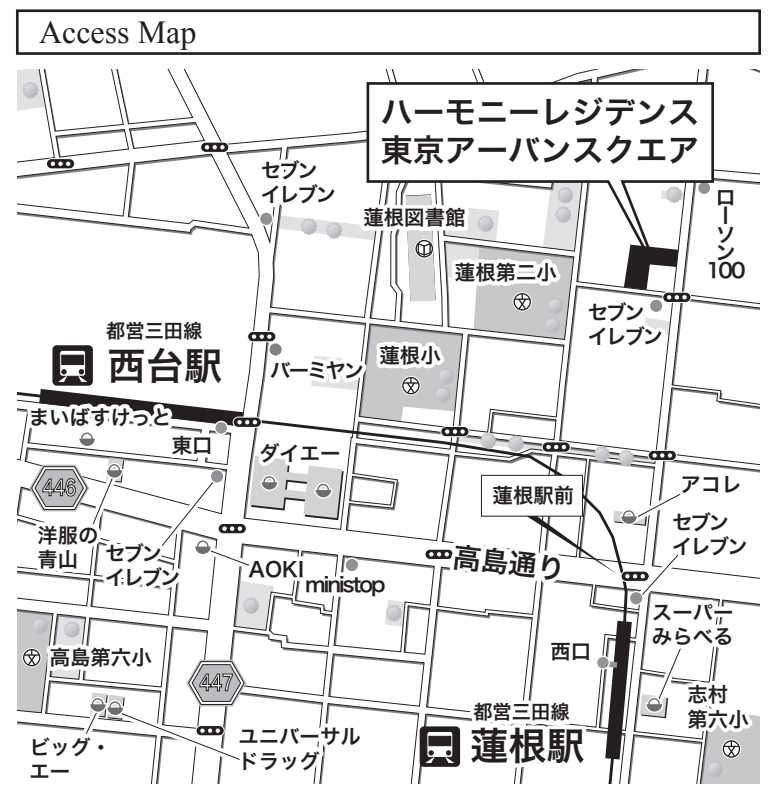 Access Map
ハーモニーレジデンス
東京アーバンスクエア
セブン
イレブン
蓮根図書館
ローソン
100
蓮根第二小
セブン
イレブン
都営三田線
西台駅
バーミヤン
蓮根小
まいばすけっと
東口
ダイエー
446
蓮根駅前
アコレ
洋服の
青山
セブン
イレブン
AOKI
ministop
高島通り
セブン
イレブン
スーパー
みらべる
高島第六小
西口
447
志村
第六小
ビッグ・
エー
ユニバーサル
ドラッグ
都営三田線
蓮根駅